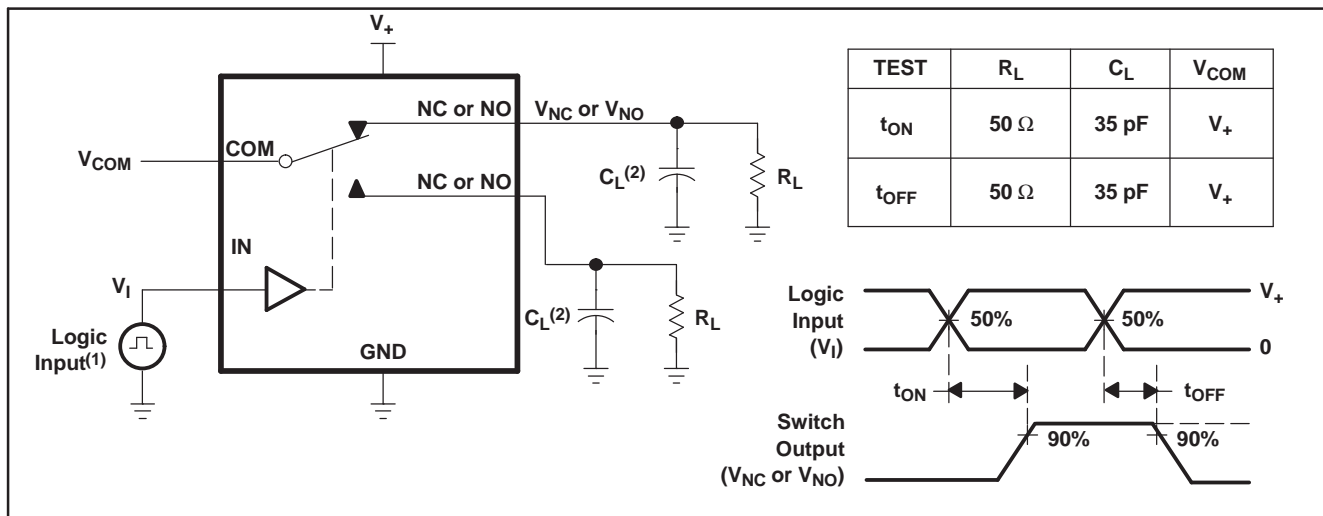 V+
NC or NO
VNC or VNO
COM
VCOM
CL(2)
RL
NC or NO
IN
VI
CL(2)
RL
Logic
Input(1)
GND
TEST RL CL VCOM
tON 50 Ω 35 pF V+
tOFF 50 Ω 35 pF V+
Logic
Input
(VI)
50%
50%
V+
0
tON
tOFF
Switch
Output
(VNC or VNO)
90%
90%